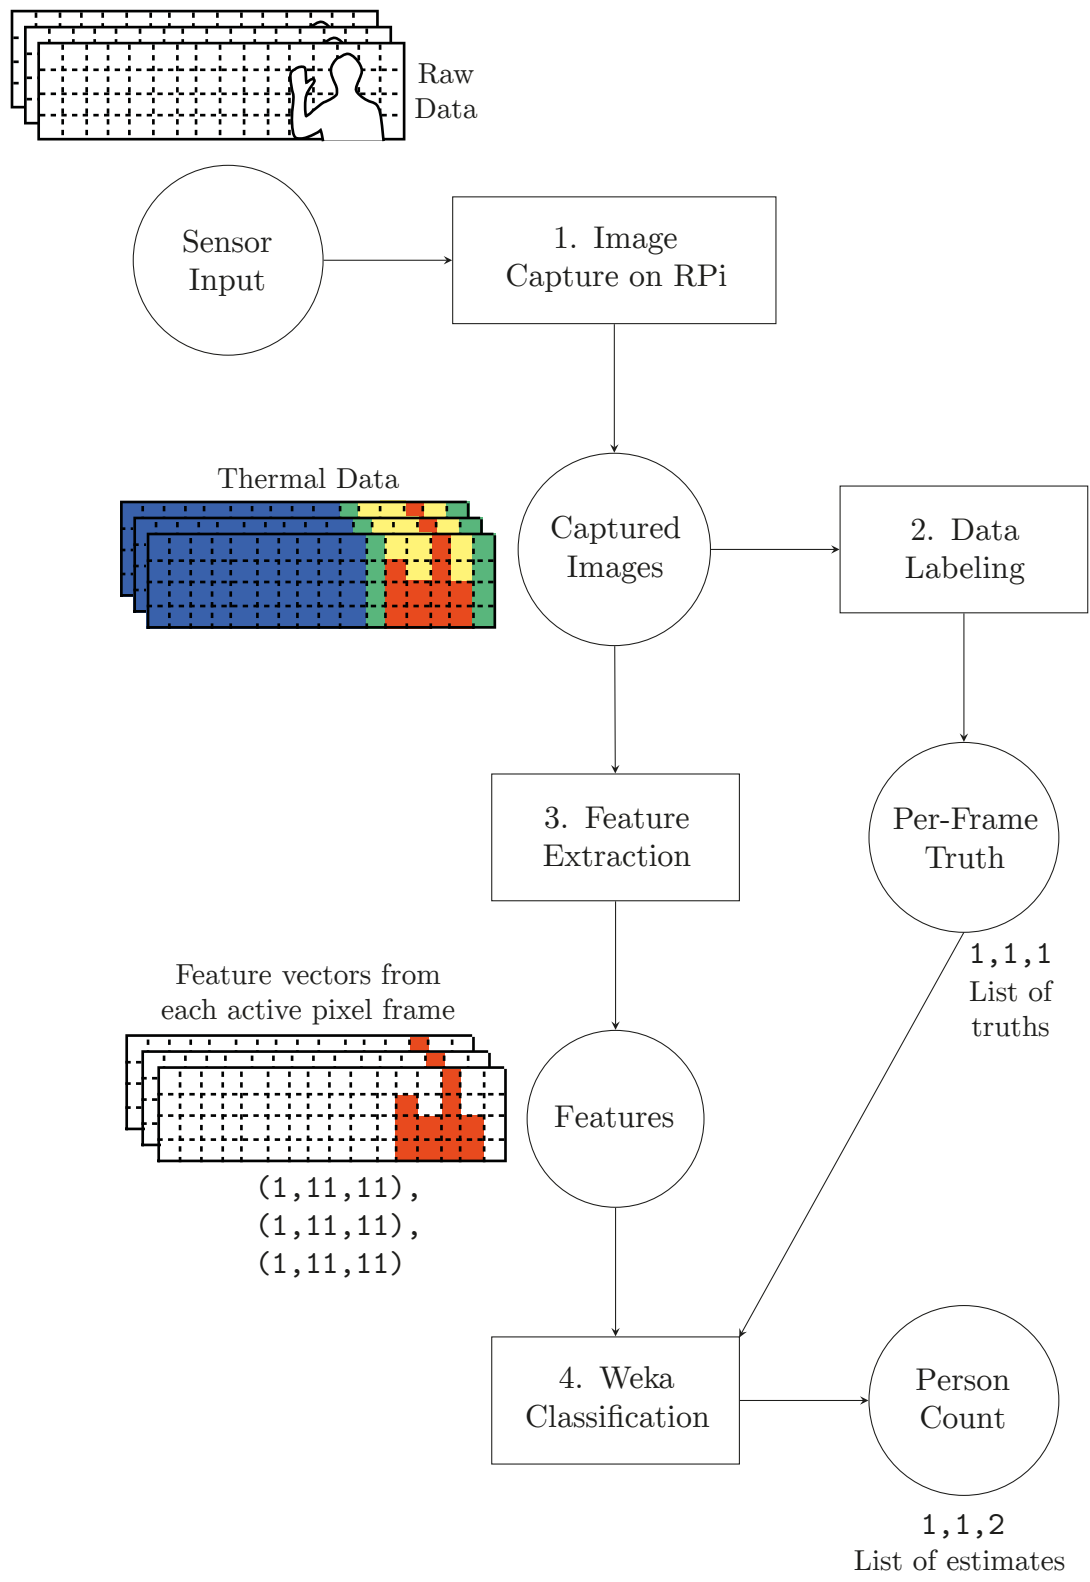 Raw
Data
Sensor
Input
1. Image
Capture on RPi
Thermal Data
Captured
Images
2. Data
Labeling
3. Feature
Extraction
Per-Frame
Truth
1,1,1
List of
truths
Feature vectors from
each active pixel frame
Features
(1,11,11),
(1,11,11),
(1,11,11)
4. Weka
Classification
Person
Count
1,1,2
List of estimates